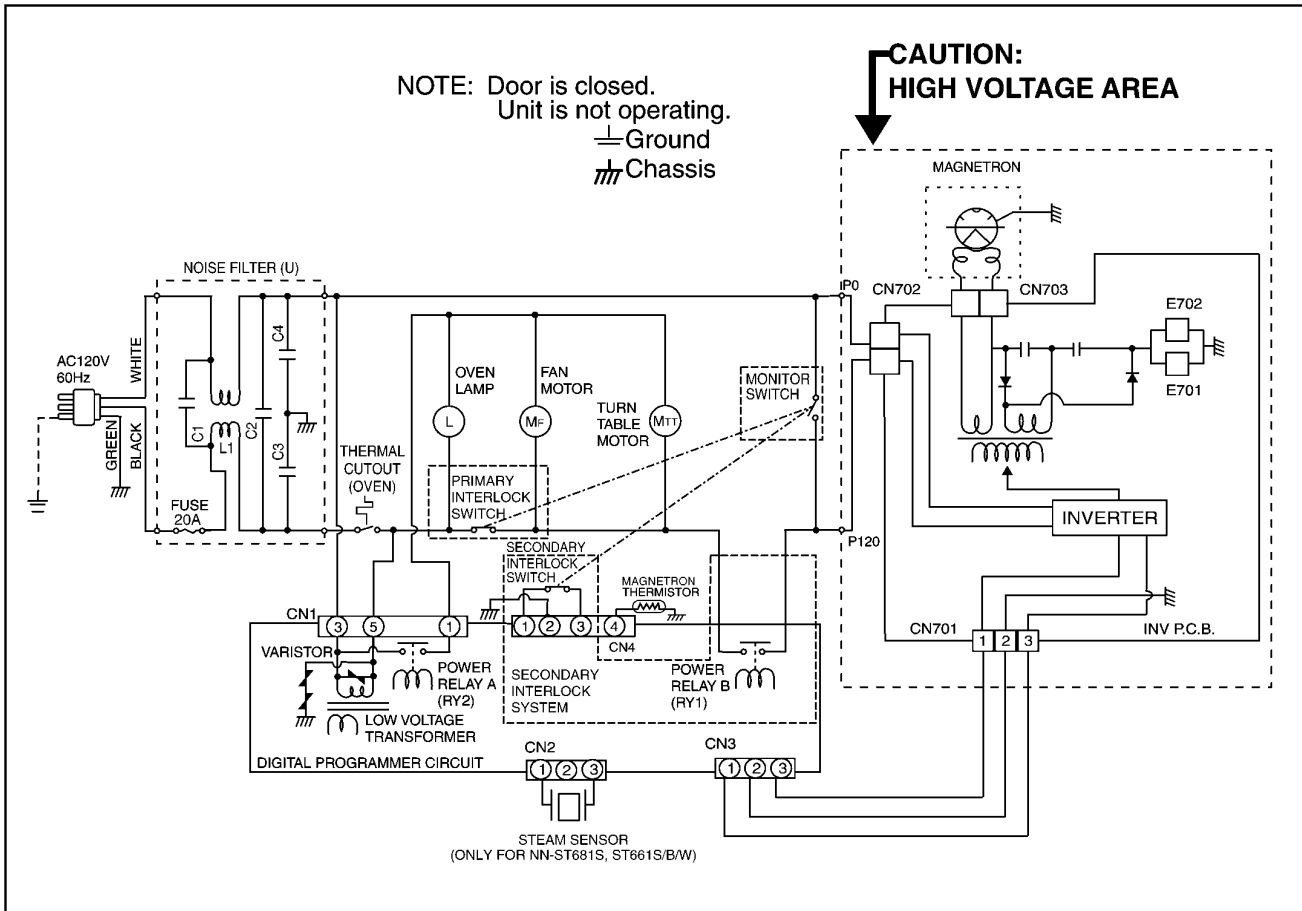 CAUTION:
HIGH VOLTAGE AREA
NOTE: Door is closed.
Unit is not operating.
Ground
Chassis
MAGNETRON
NOISE FILTER (U)
P0
CN702
CN703
E702
E701
AC120V
60Hz
WHITE
GREEN
BLACK
C1
L1
C2
C4
C3
FUSE
20A
THERMAL
CUTOUT
(OVEN)
OVEN
LAMP
L
FAN
MOTOR
MF
TURN
TABLE
MOTOR
MTT
MONITOR
SWITCH
PRIMARY
INTERLOCK
SWITCH
INVERTER
P120
SECONDARY
INTERLOCK
SWITCH
MAGNETRON
THERMISTOR
CN1
3 5 1
1 2 3 4
CN4
CN701
1 2 3
INV P.C.B.
VARISTOR
POWER
RELAY A
(RY2)
SECONDARY
INTERLOCK
SYSTEM
POWER
RELAY B
(RY1)
LOW VOLTAGE
TRANSFORMER
DIGITAL PROGRAMMER CIRCUIT
CN2
1 2 3
CN3
1 2 3
STEAM SENSOR
(ONLY FOR NN-ST681S, ST661S/B/W)